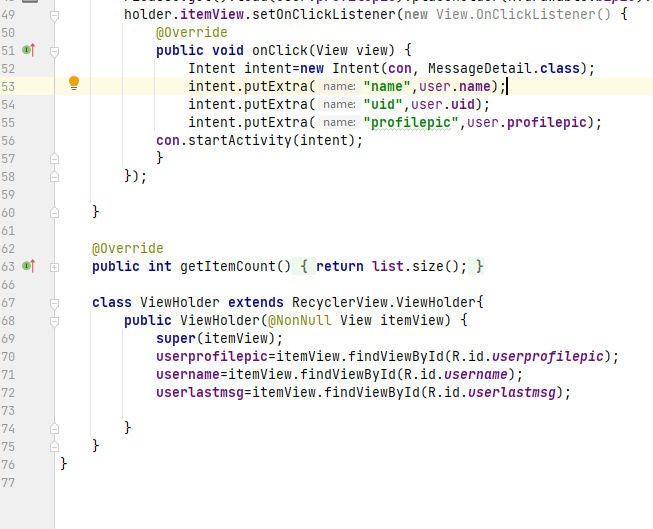 49 holder.itemView.setOnClickListener(new View.OnClickListener() {
50 @Override
51 public void onClick(View view) {
52 Intent intent=new Intent(con, MessageDetail.class);
53 intent.putExtra( name: "name",user.name);
54 intent.putExtra( name: "uid",user.uid);
55 intent.putExtra( name: "profilepic",user.profilepic);
56 con.startActivity(intent);
57 }
58 });
59
60 }
61
62 @Override
63 public int getItemCount() { return list.size(); }
66
67 class ViewHolder extends RecyclerView.ViewHolder{
68 public ViewHolder(@NonNull View itemView) {
69 super(itemView);
70 userprofilepic=itemView.findViewById(R.id.userprofilepic);
71 username=itemView.findViewById(R.id.username);
72 userlastmsg=itemView.findViewById(R.id.userlastmsg);
73
74 }
75 }
76 }
77